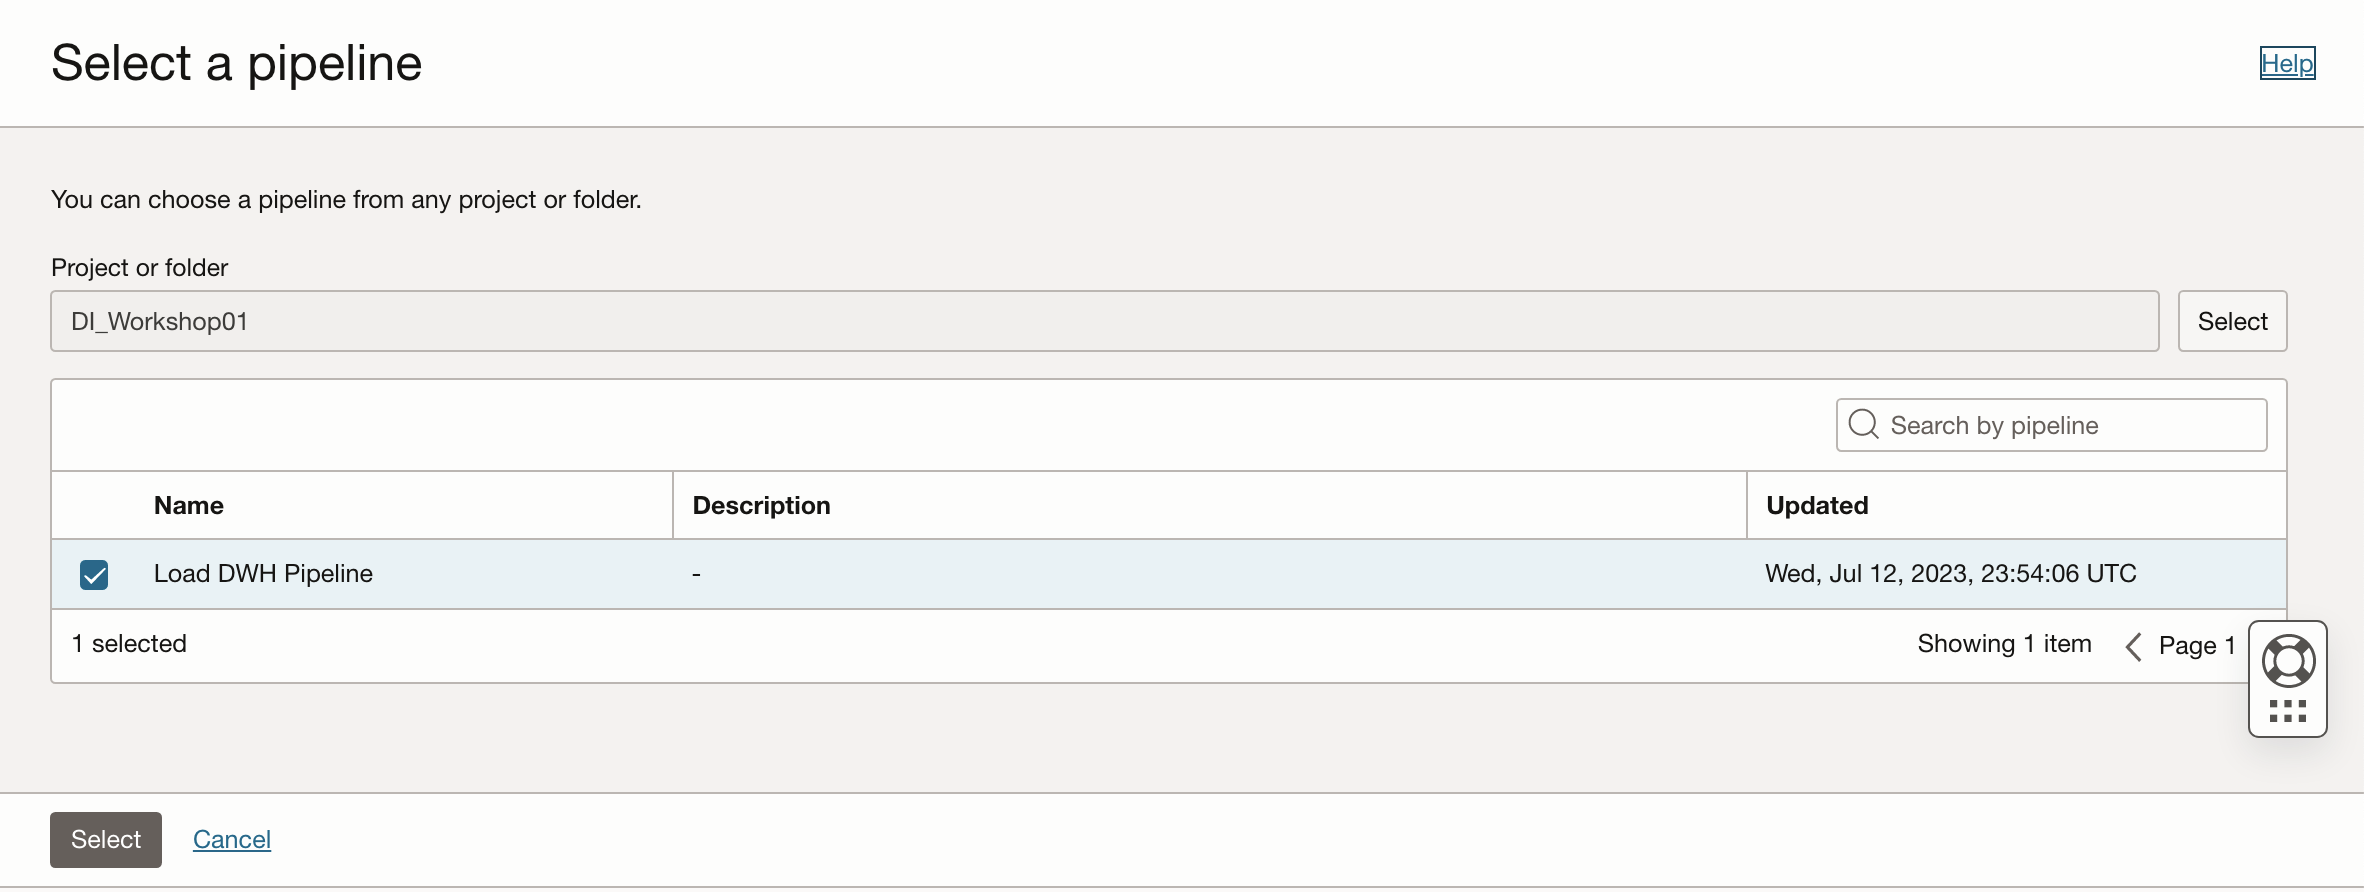 Select a pipeline
Help
You can choose a pipeline from any project or folder.
Project or folder
DI_Workshop01
Select
Search by pipeline
Name Description Updated
Load DWH Pipeline - Wed, Jul 12, 2023, 23:54:06 UTC
1 selected Showing 1 item Page 1
Select Cancel